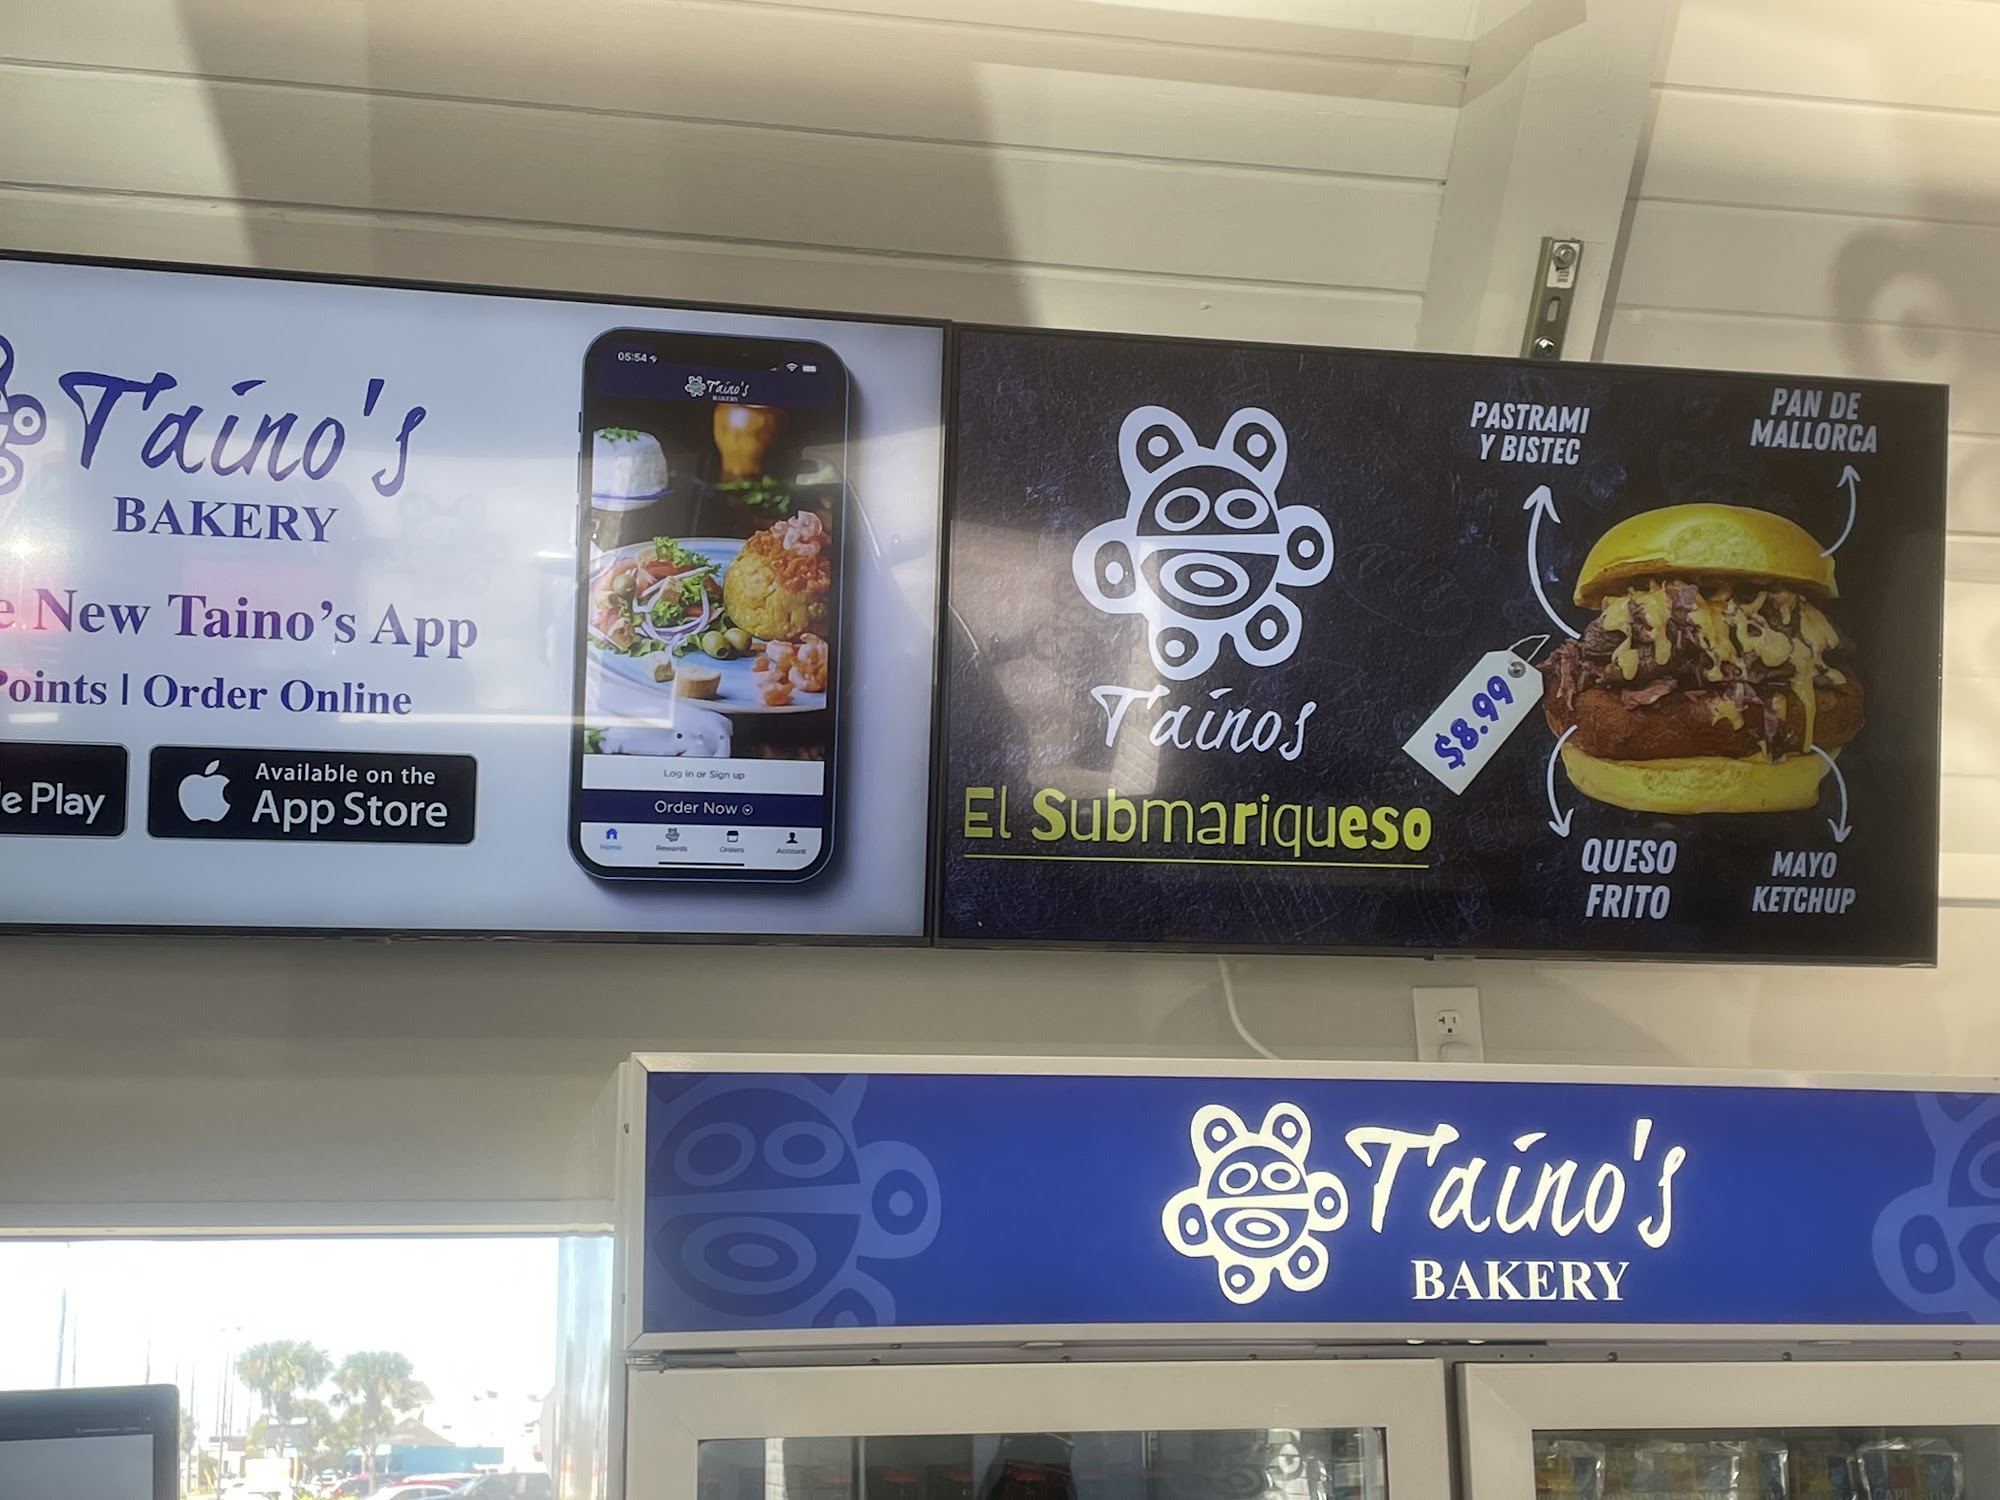 Taino's
BAKERY
e New Taino's App
Points | Order Online
e Play
Available on the
App Store
05:54
Taino's
BAKERY
Log in or Sign up
Order Now
Home
Rewards
Orders
Account
Tainos
El Submariqueso
PASTRAMI
Y BISTEC
PAN DE
MALLORCA
$8.99
QUESO
FRITO
MAYO
KETCHUP
Taino's
BAKERY